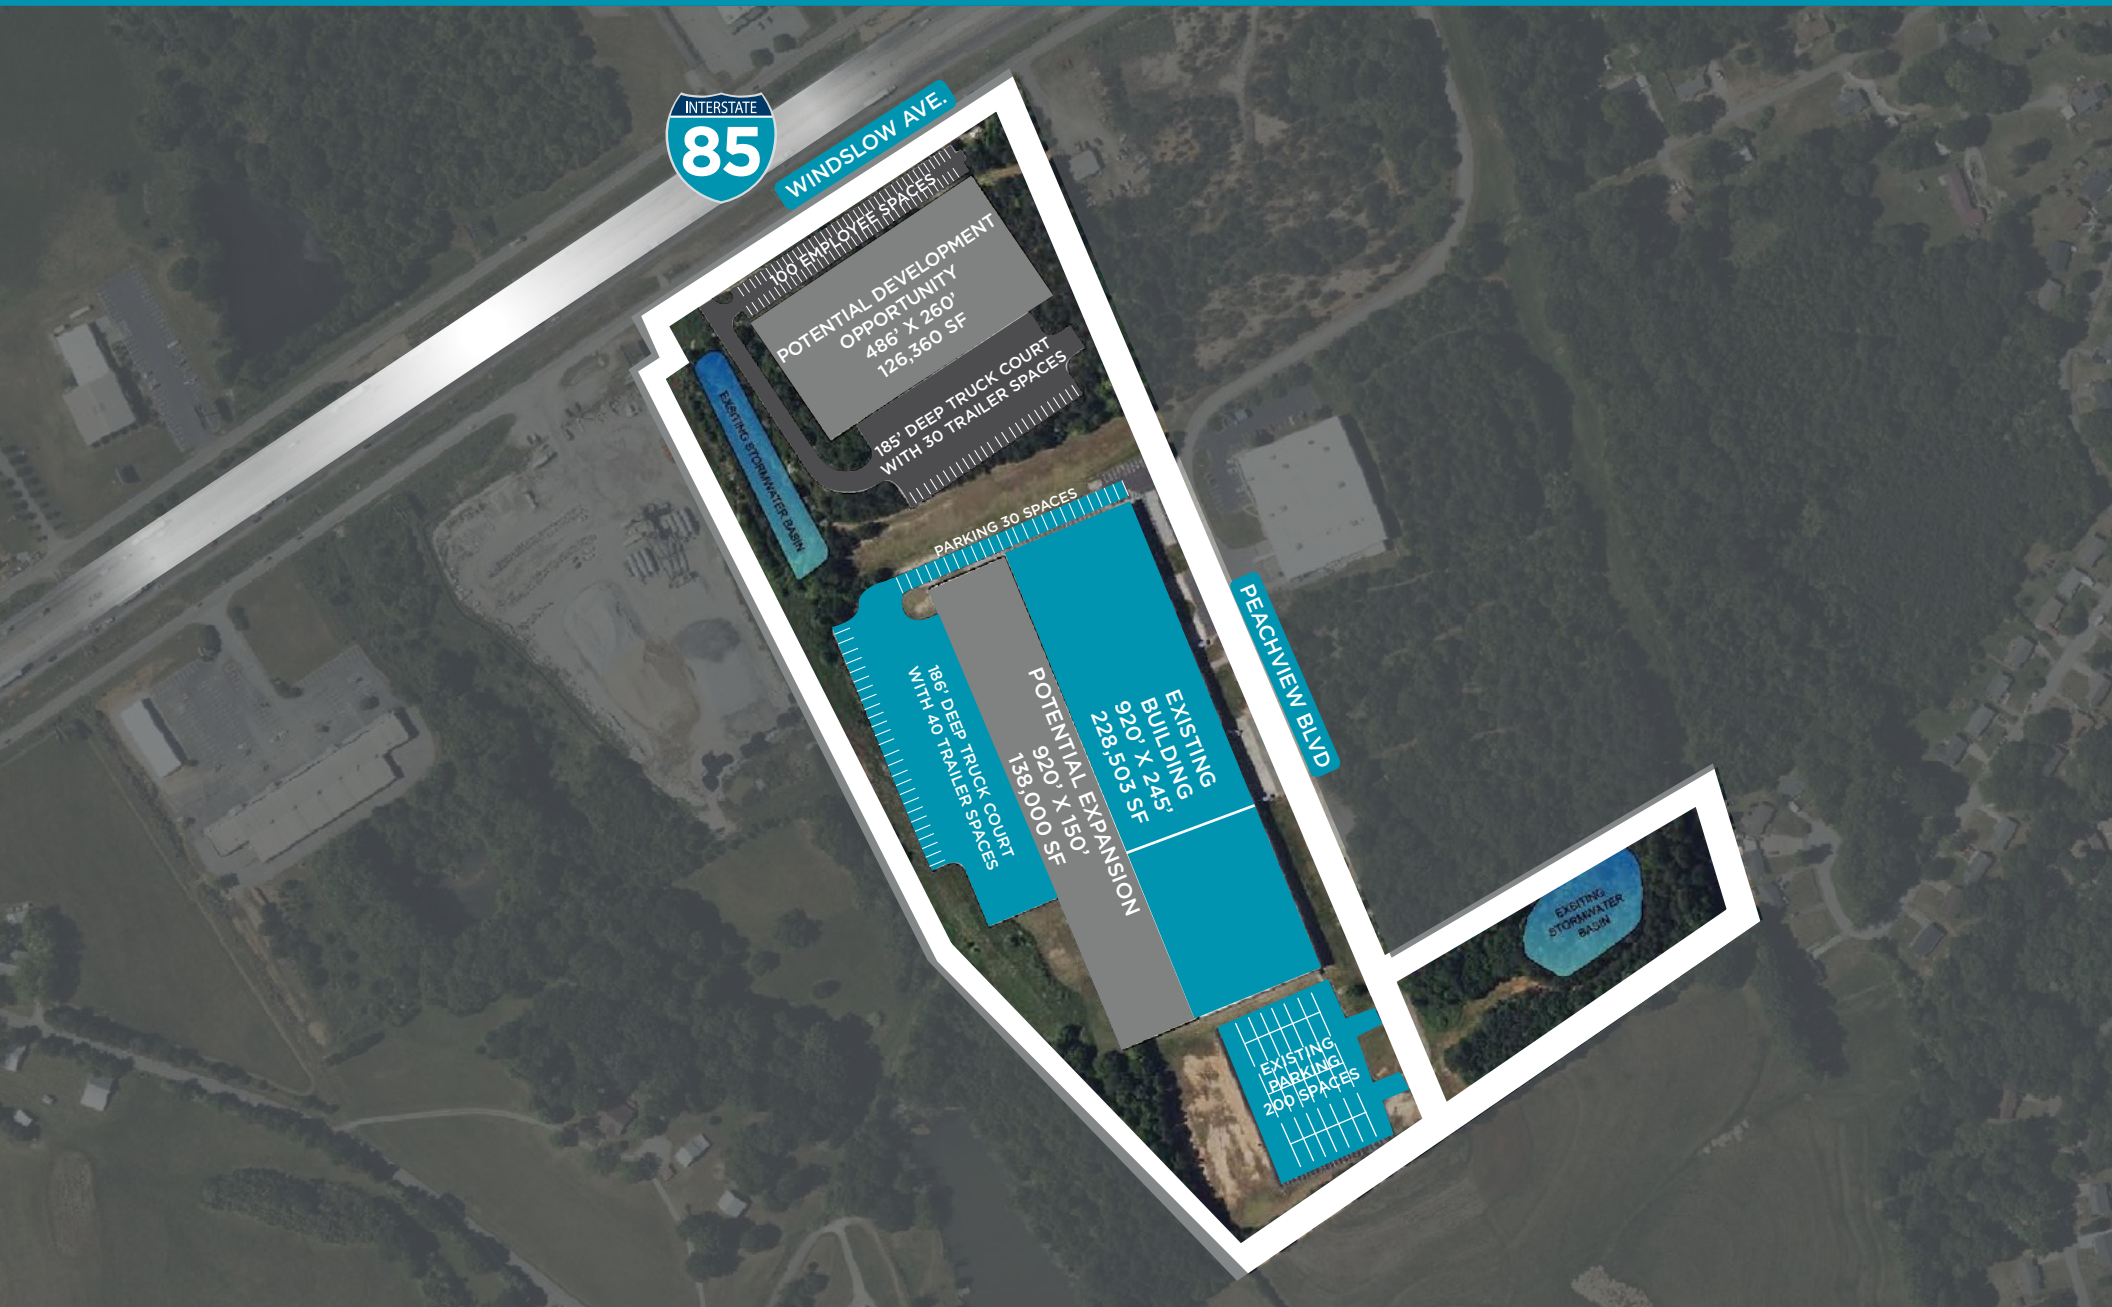 INTERSTATE
85
WINDSLOW AVE.
100 EMPLOYEE SPACES
POTENTIAL DEVELOPMENT
OPPORTUNITY
486' X 260'
126,360 SF
185' DEEP TRUCK COURT
WITH 30 TRAILER SPACES
EXSITING STORMWATER BASIN
PARKING 30 SPACES
186' DEEP TRUCK COURT
WITH 40 TRAILER SPACES
POTENTIAL EXPANSION
920' X 150'
138,000 SF
EXISTING
BUILDING
920' X 245'
228,503 SF
PEACHVIEW BLVD
EXSITING
STORMWATER
BASIN
EXISTING
PARKING
200 SPACES